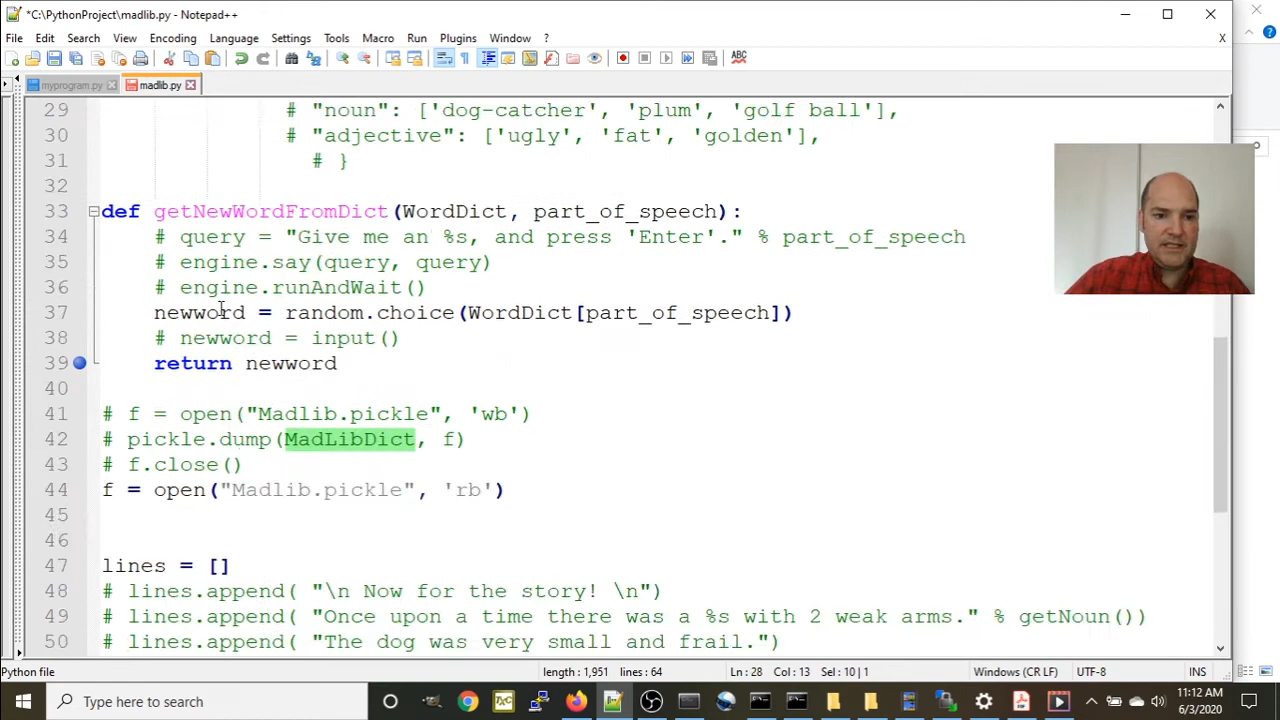 *C:\PythonProject\madlib.py - Notepad++
File Edit Search View Encoding Language Settings Tools Macro Run Plugins Window ? X
myprogram.py madlib.py
29 # "noun": ['dog-catcher', 'plum', 'golf ball'],
30 # "adjective": ['ugly', 'fat', 'golden'],
31 # }
32
33 def getNewWordFromDict(WordDict, part_of_speech):
34 # query = "Give me an %s, and press 'Enter'." % part_of_speech
35 # engine.say(query, query)
36 # engine.runAndWait()
37 newword = random.choice(WordDict[part_of_speech])
38 # newword = input()
39 return newword
40
41 # f = open("Madlib.pickle", 'wb')
42 # pickle.dump(MadLibDict, f)
43 # f.close()
44 f = open("Madlib.pickle", 'rb')
45
46
47 lines = []
48 # lines.append( "\n Now for the story! \n")
49 # lines.append( "Once upon a time there was a %s with 2 weak arms." % getNoun())
50 # lines.append( "The dog was very small and frail.")
Python file length : 1,951 lines : 64 Ln : 28 Col : 13 Sel : 10 | 1 Windows (CR LF) UTF-8 INS
Type here to search 11:12 AM
6/3/2020